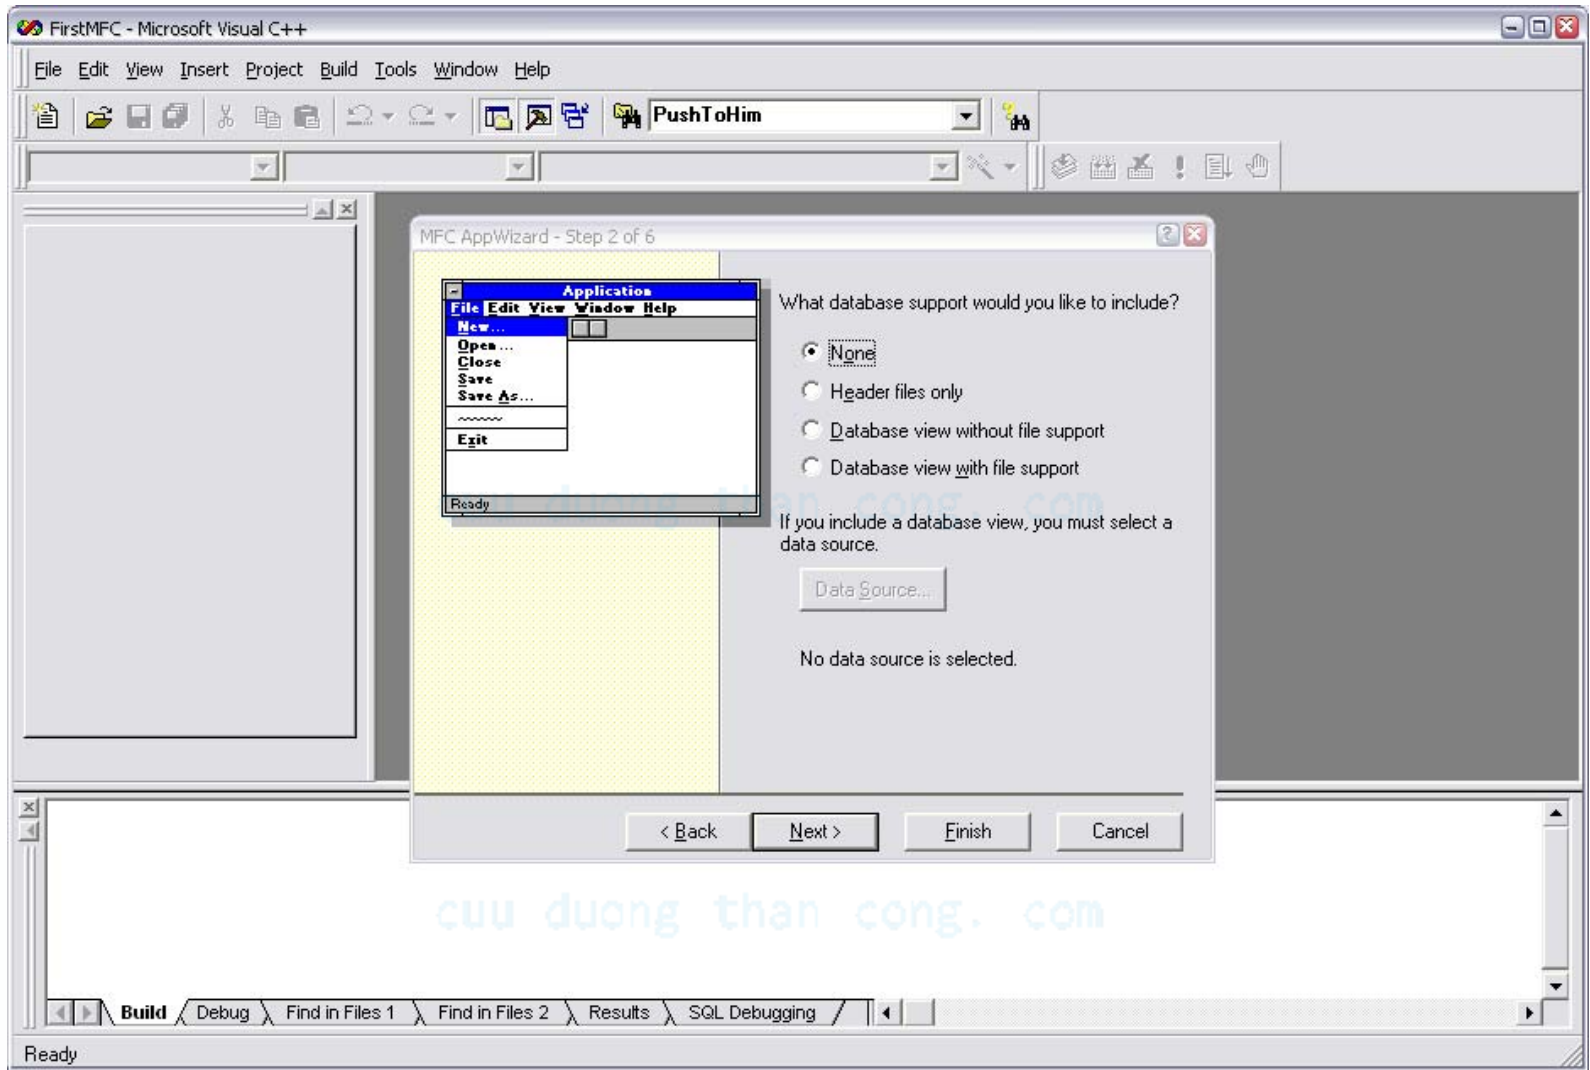 FirstMFC - Microsoft Visual C++
File Edit View Insert Project Build Tools Window Help
PushToHim
MFC AppWizard - Step 2 of 6
Application
File Edit View Window Help
New...
Open...
Close
Save
Save As...
Exit
Ready
What database support would you like to include?
None
Header files only
Database view without file support
Database view with file support
cuu duong than cong. com
If you include a database view, you must select a
data source.
Data Source...
No data source is selected.
< Back Next > Finish Cancel
cuu duong than cong. com
Build Debug Find in Files 1 Find in Files 2 Results SQL Debugging
Ready